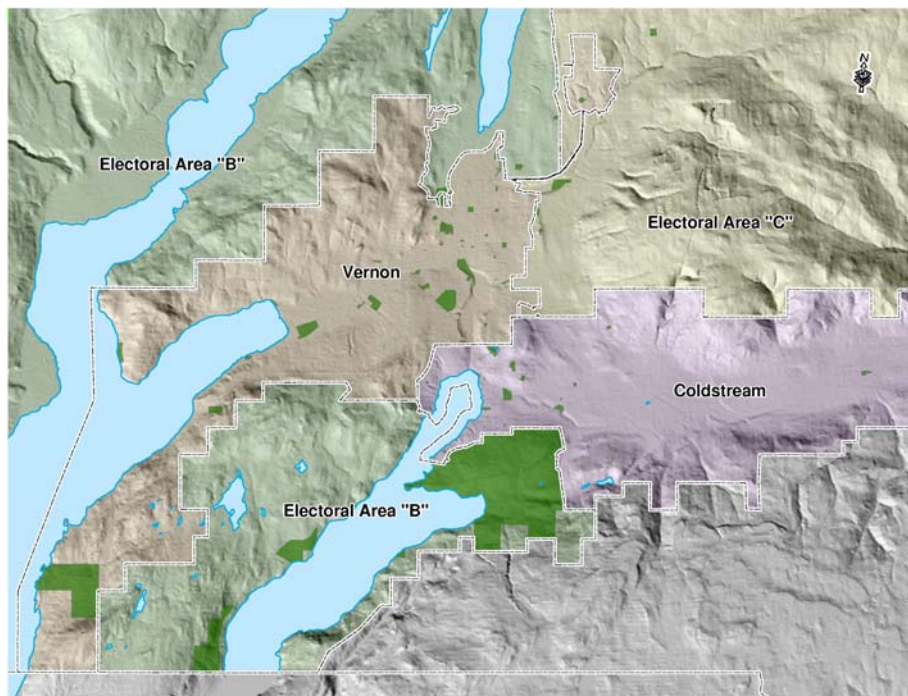 N
Electoral Area "B"
Electoral Area "C"
Vernon
Coldstream
Electoral Area "B"